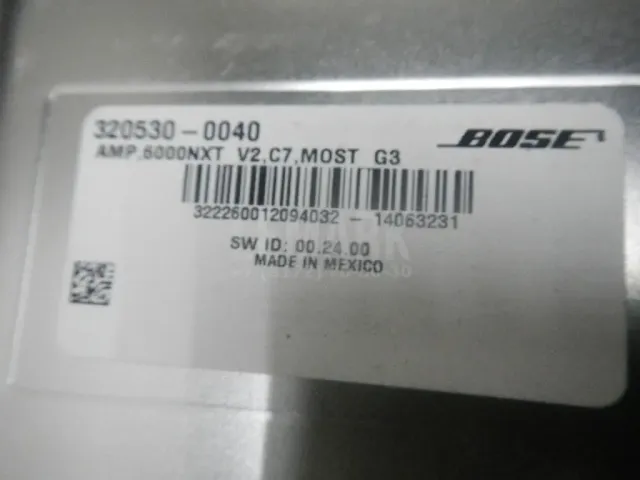 320530-0040
BOSE
AMP,6000NXT V2,C7,MOST G3
322260012094032 - 14063231
SW ID: 00.24.00
MADE IN MEXICO